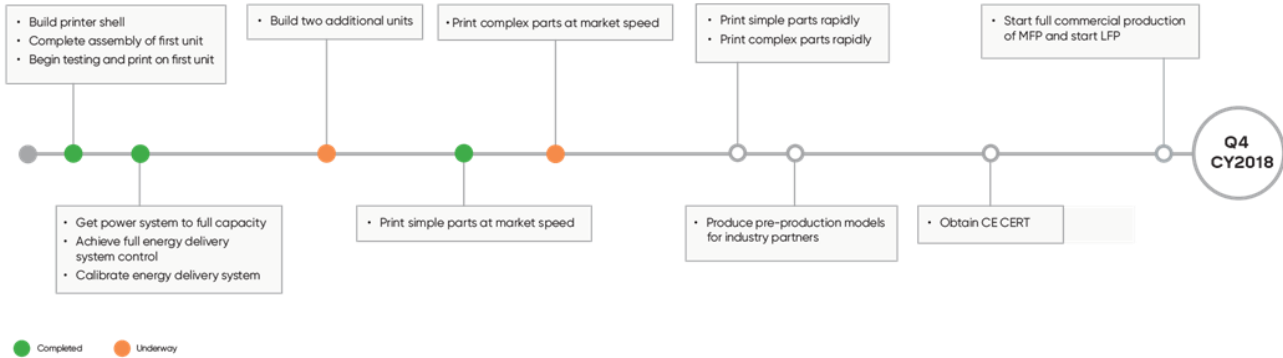 • Build printer shell
• Complete assembly of first unit
• Begin testing and print on first unit
• Build two additional units
• Print complex parts at market speed
• Print simple parts rapidly
• Print complex parts rapidly
• Start full commercial production
of MFP and start LFP
Q4
CY2018
• Get power system to full capacity
• Achieve full energy delivery
system control
• Calibrate energy delivery system
• Print simple parts at market speed
• Produce pre-production models
for industry partners
• Obtain CE CERT
Completed
Underway